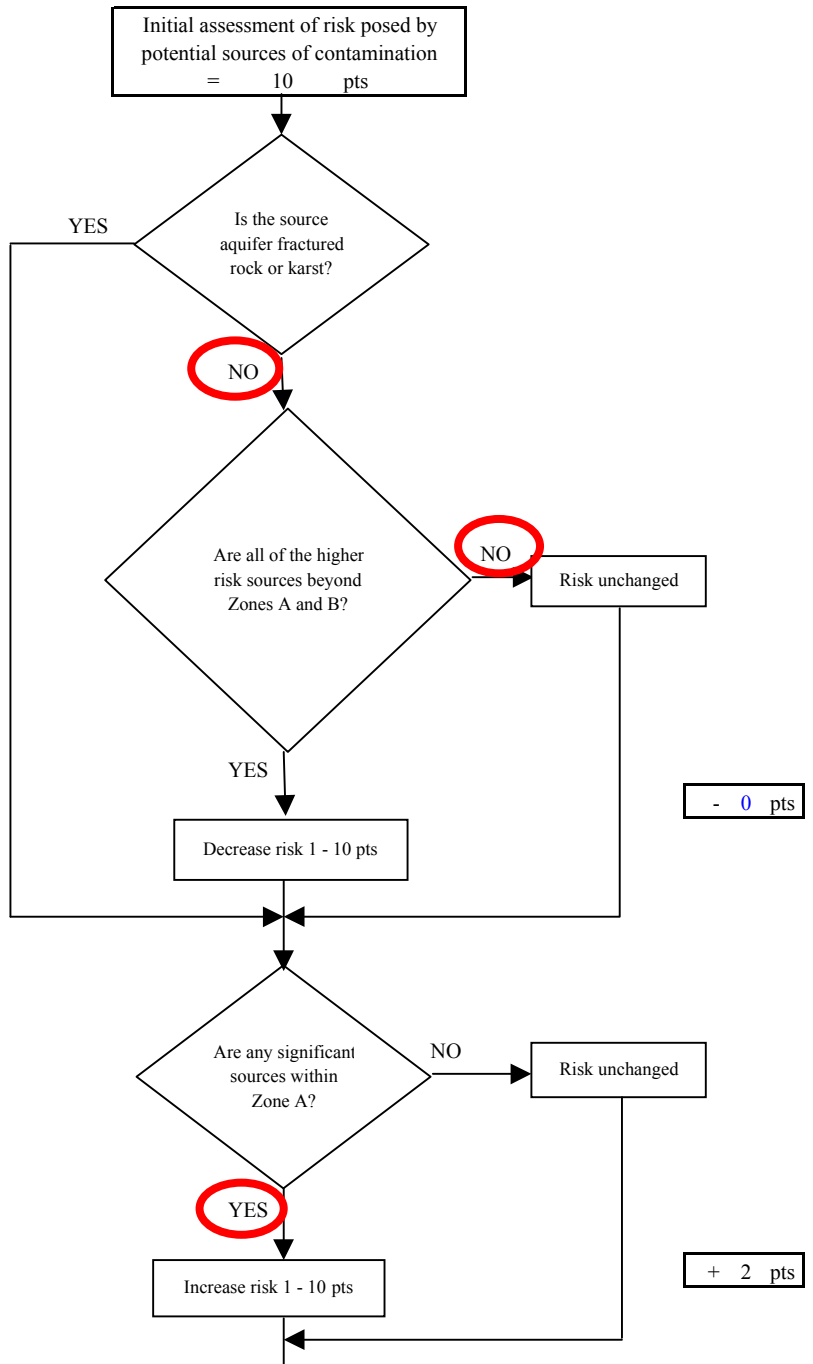 Initial assessment of risk posed by
potential sources of contamination
= 10 pts
YES
Is the source
aquifer fractured
rock or karst?
NO
Are all of the higher
risk sources beyond
Zones A and B?
NO
Risk unchanged
YES
- 0 pts
Decrease risk 1 - 10 pts
Are any significant
sources within
Zone A?
NO
Risk unchanged
YES
+ 2 pts
Increase risk 1 - 10 pts